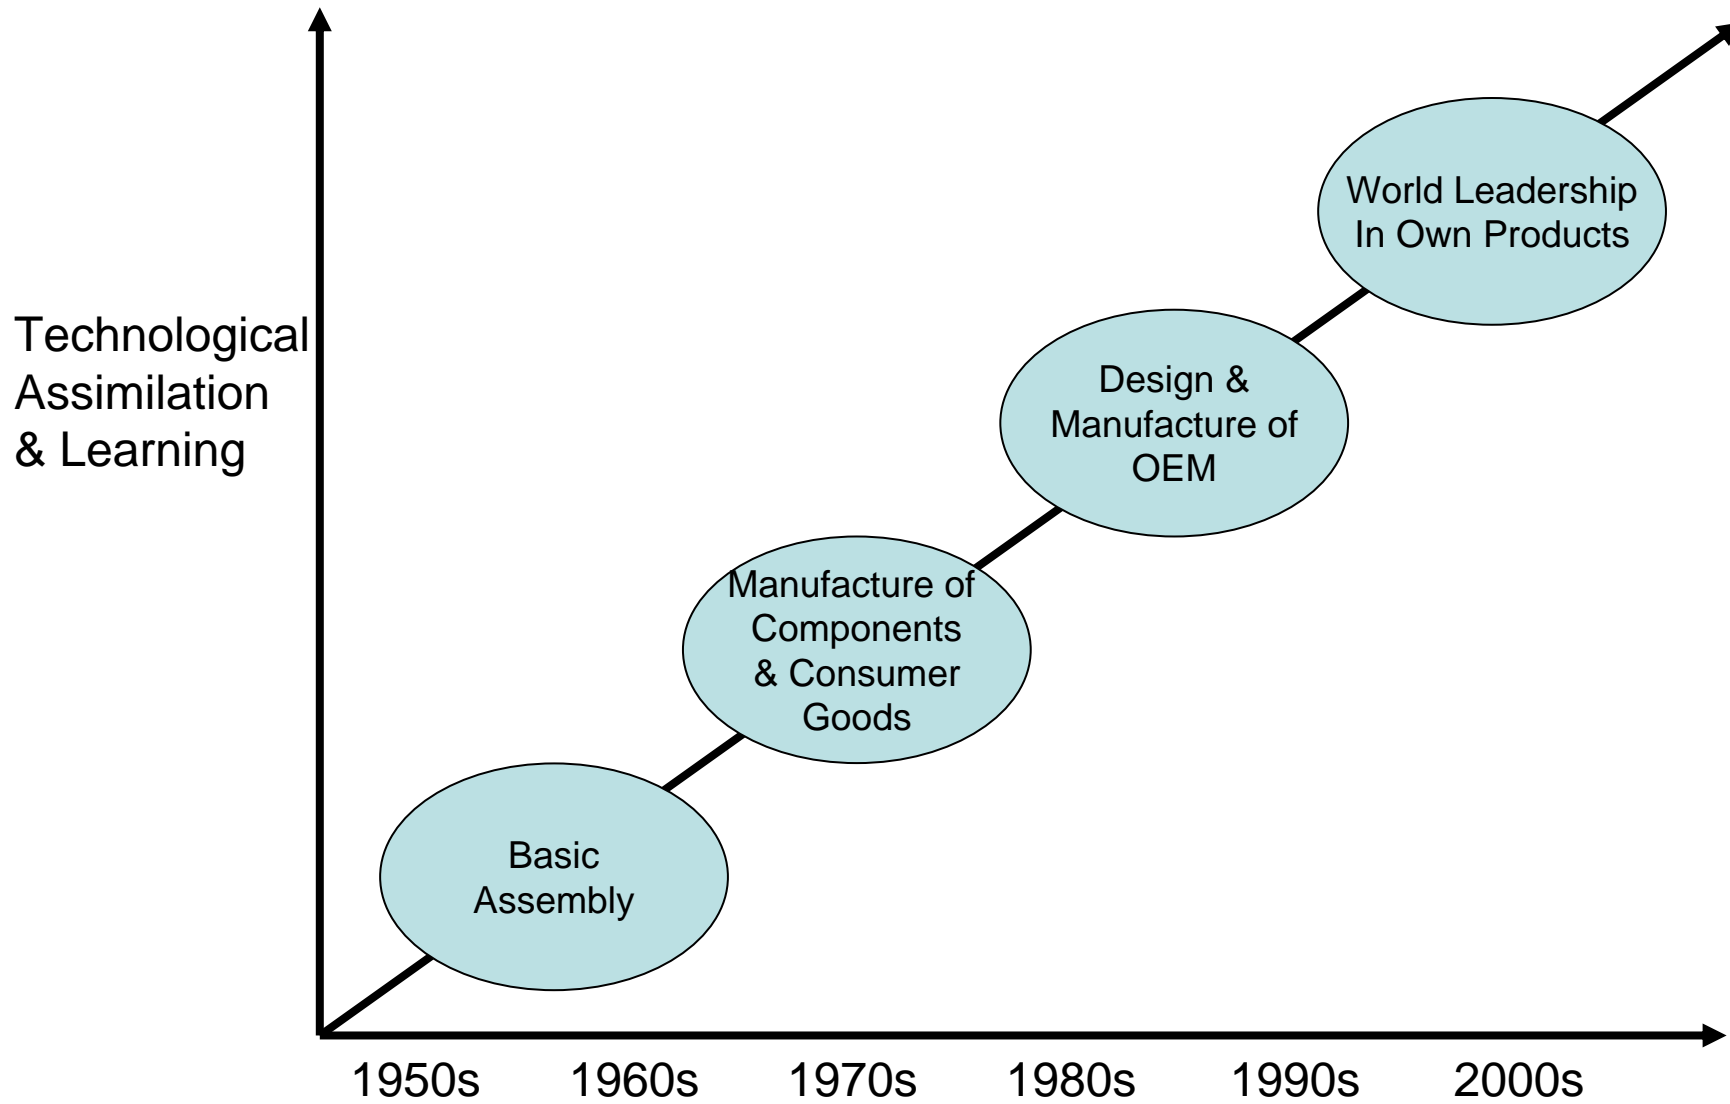 World Leadership
In Own Products
Technological
Assimilation
& Learning
Design &
Manufacture of
OEM
Manufacture of
Components
& Consumer
Goods
Basic
Assembly
1950s 1960s 1970s 1980s 1990s 2000s